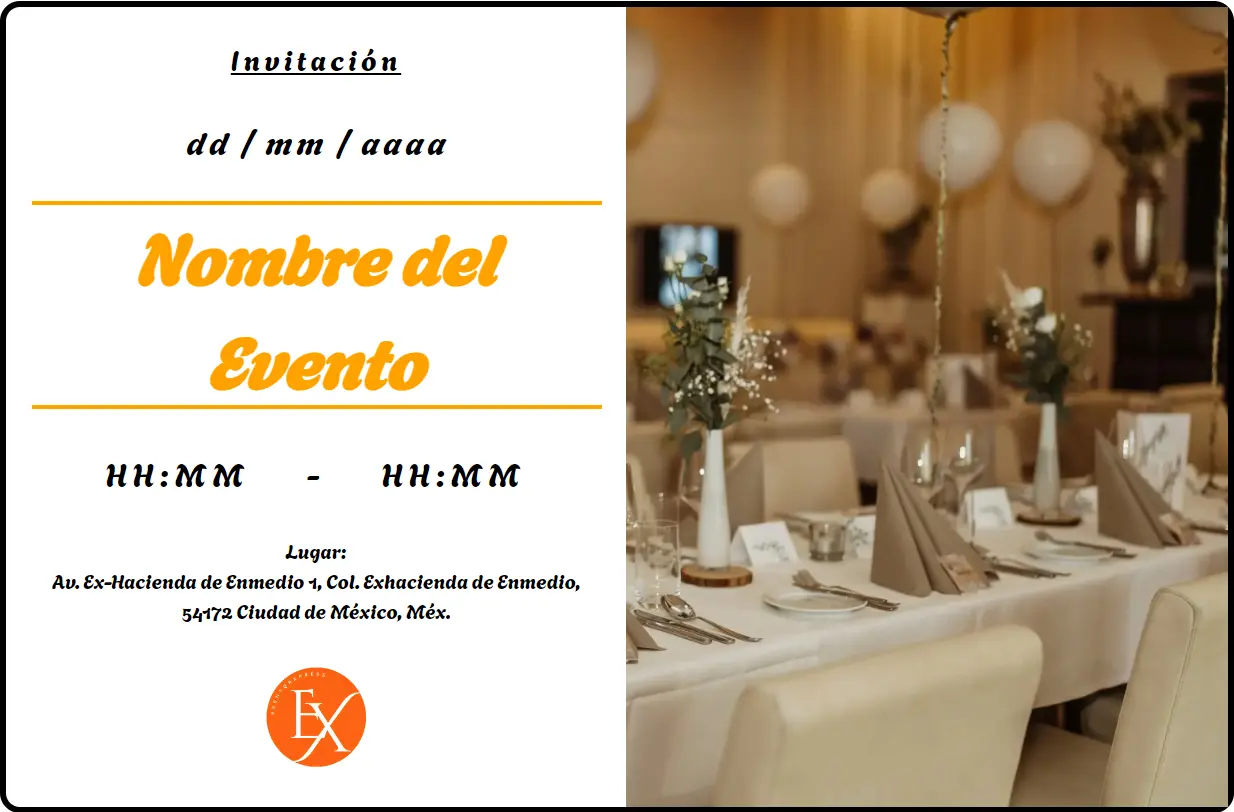 Invitación
dd / mm / aaaa
Nombre del
Evento
HH:MM - HH:MM
Lugar:
Av. Ex-Hacienda de Enmedio 1, Col. Exhacienda de Enmedio,
54172 Ciudad de México, Méx.
EX